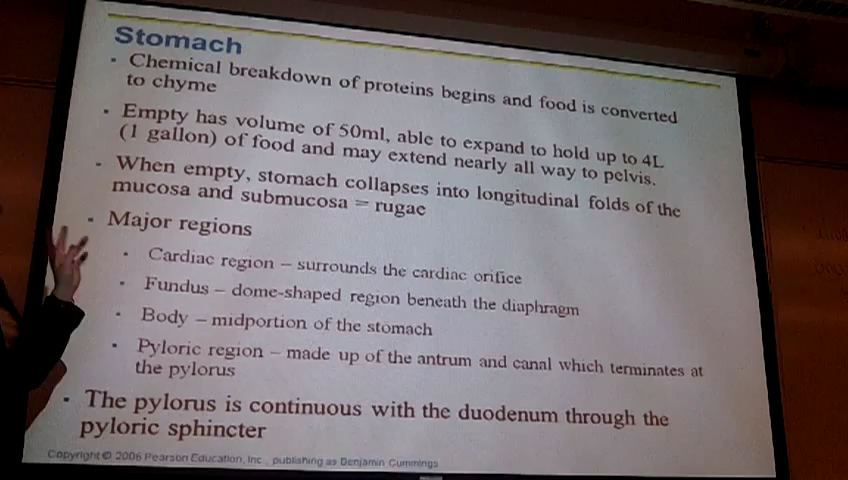 Stomach
Chemical breakdown of proteins begins and food is converted
to chyme
Empty has volume of 50ml, able to expand to hold up to 4L
(1 gallon) of food and may extend nearly all way to pelvis.
When empty, stomach collapses into longitudinal folds of the
mucosa and submucosa = rugae
Major regions
Cardiac region – surrounds the cardiac orifice
Fundus – dome-shaped region beneath the diaphragm
Body – midportion of the stomach
Pyloric region – made up of the antrum and canal which terminates at
the pylorus
The pylorus is continuous with the duodenum through the
pyloric sphincter
Copyright © 2006 Pearson Education, Inc., publishing as Benjamin Cummings